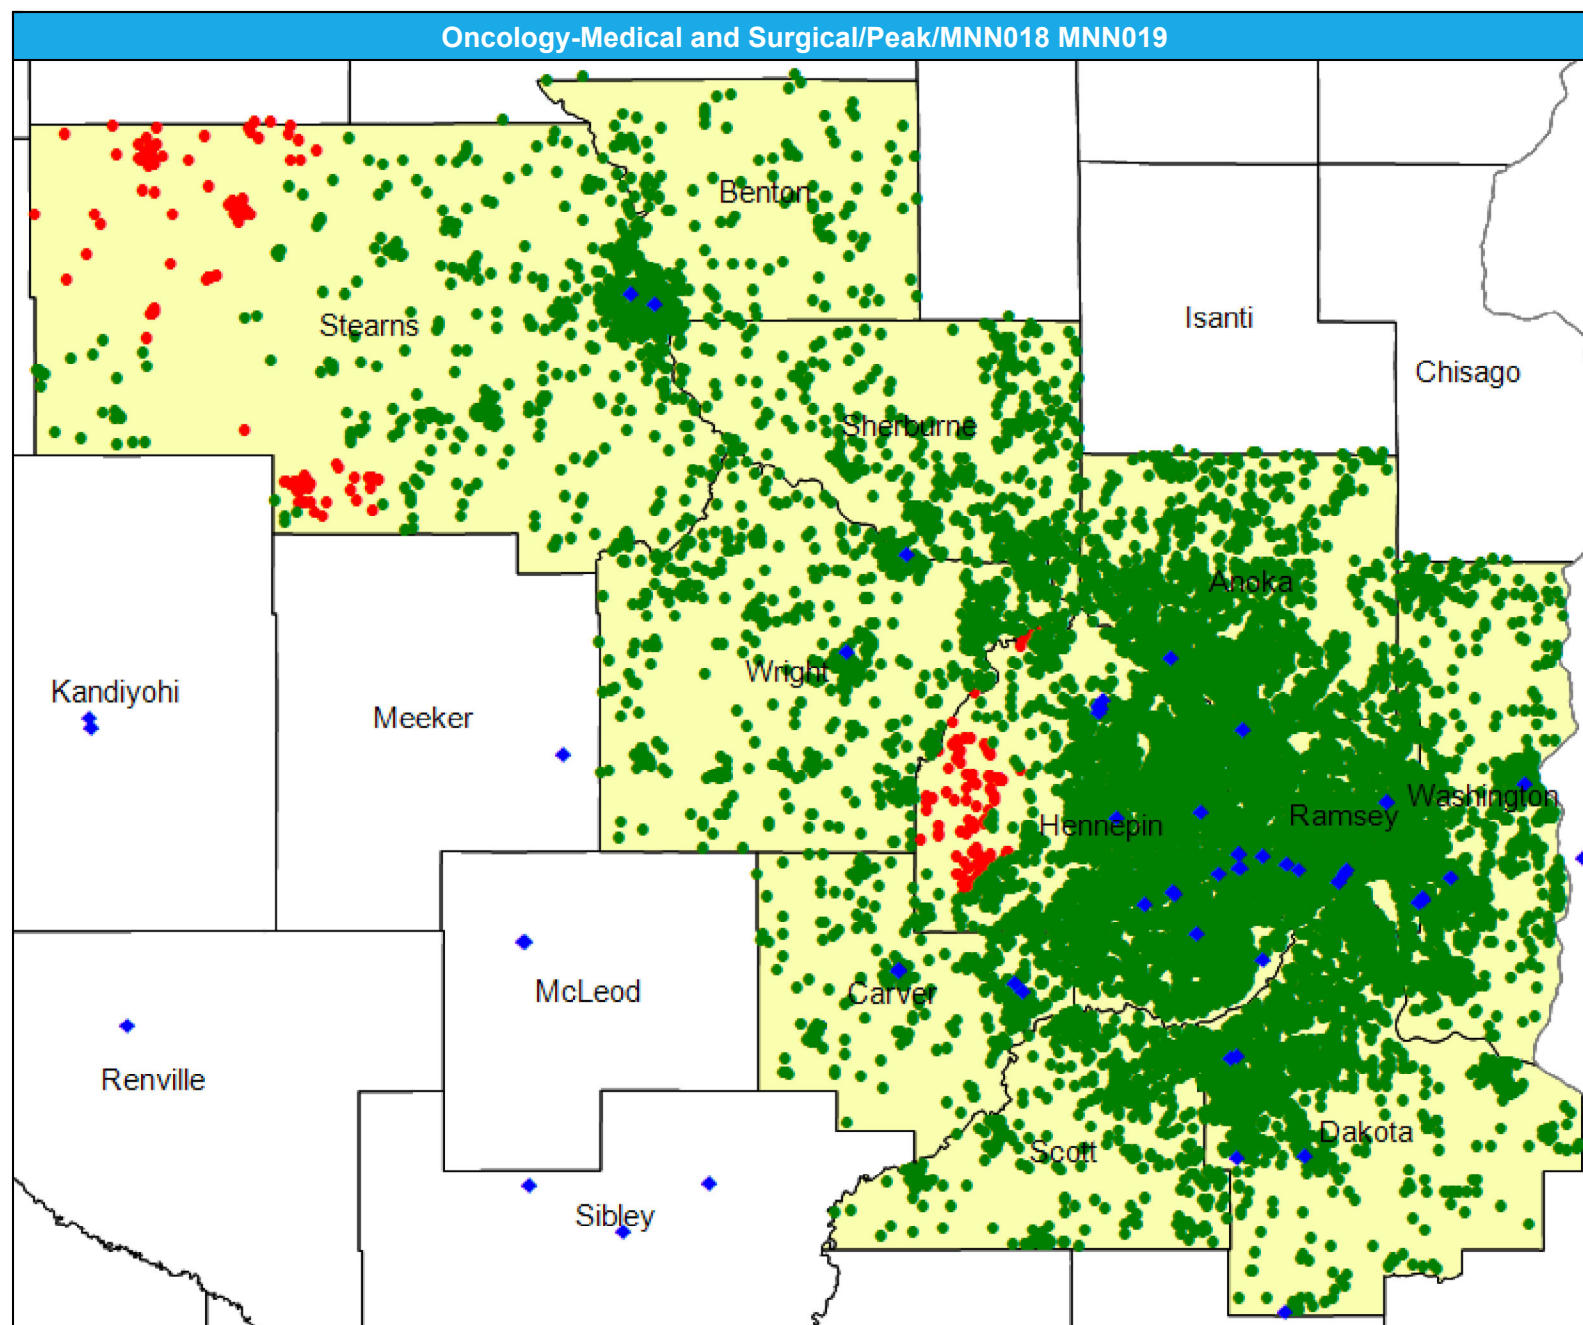 Oncology-Medical and Surgical/Peak/MNN018 MNN019
Benton
Stearns
Isanti
Chisago
Sherburne
Anoka
Wright
Kandiyohi
Meeker
Washington
Ramsey
Hennepin
McLeod
Carver
Renville
Dakota
Scott
Sibley